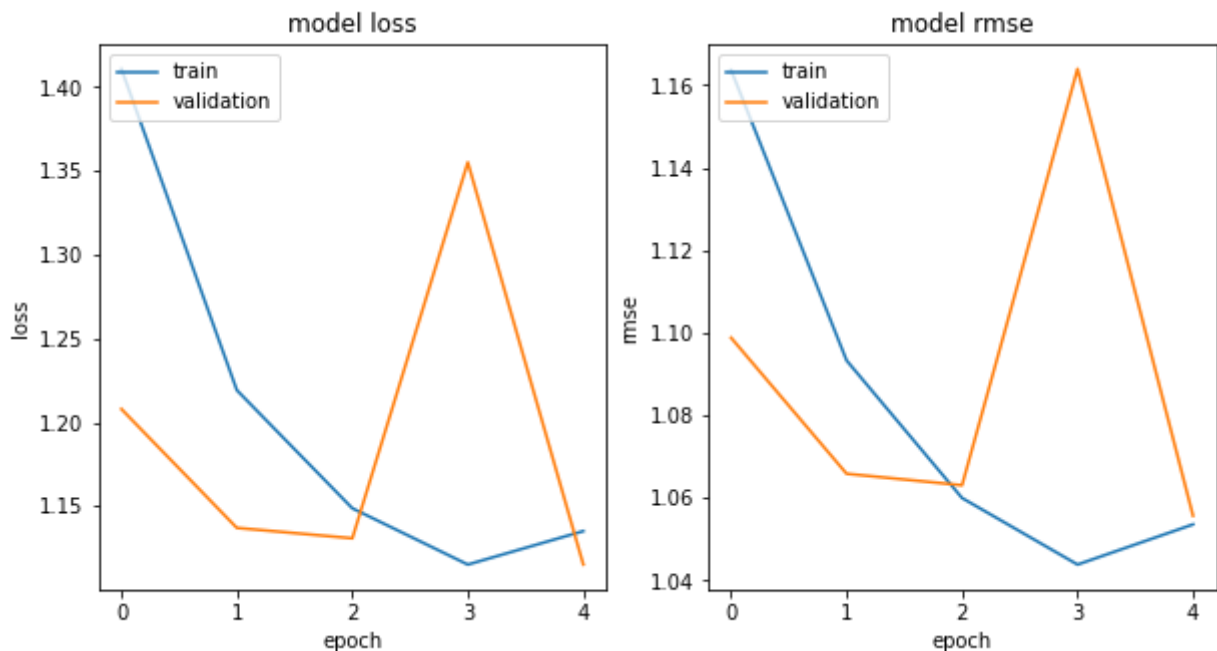 model loss
train
validation
1.40
1.35
1.30
1.25
1.20
1.15
loss
0 1 2 3 4
epoch
model rmse
train
validation
1.16
1.14
1.12
1.10
1.08
1.06
1.04
rmse
0 1 2 3 4
epoch